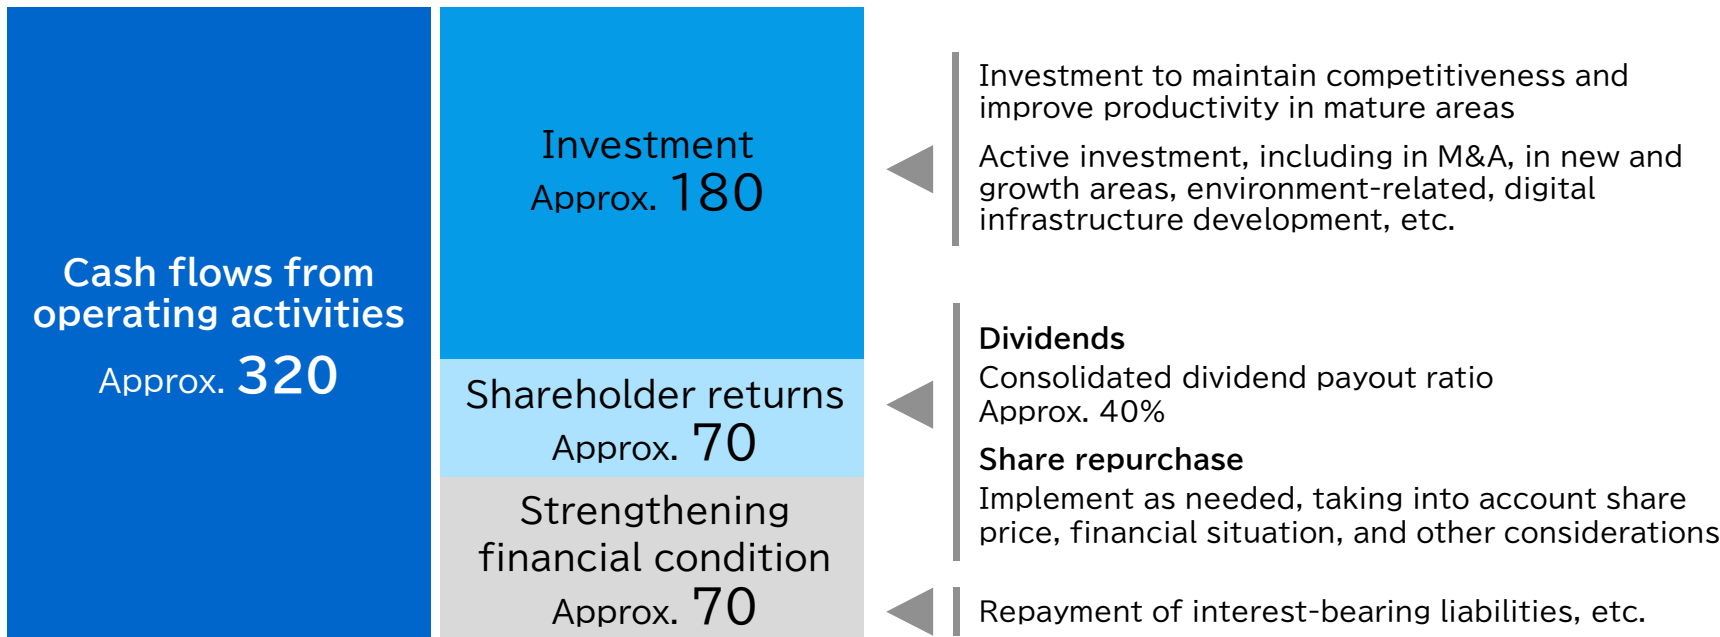 Cash flows from
operating activities
Approx. 320
Investment
Approx. 180
Shareholder returns
Approx. 70
Strengthening
financial condition
Approx. 70
Investment to maintain competitiveness and
improve productivity in mature areas
Active investment, including in M&A, in new and
growth areas, environment-related, digital
infrastructure development, etc.
Dividends
Consolidated dividend payout ratio
Approx. 40%
Share repurchase
Implement as needed, taking into account share
price, financial situation, and other considerations
Repayment of interest-bearing liabilities, etc.